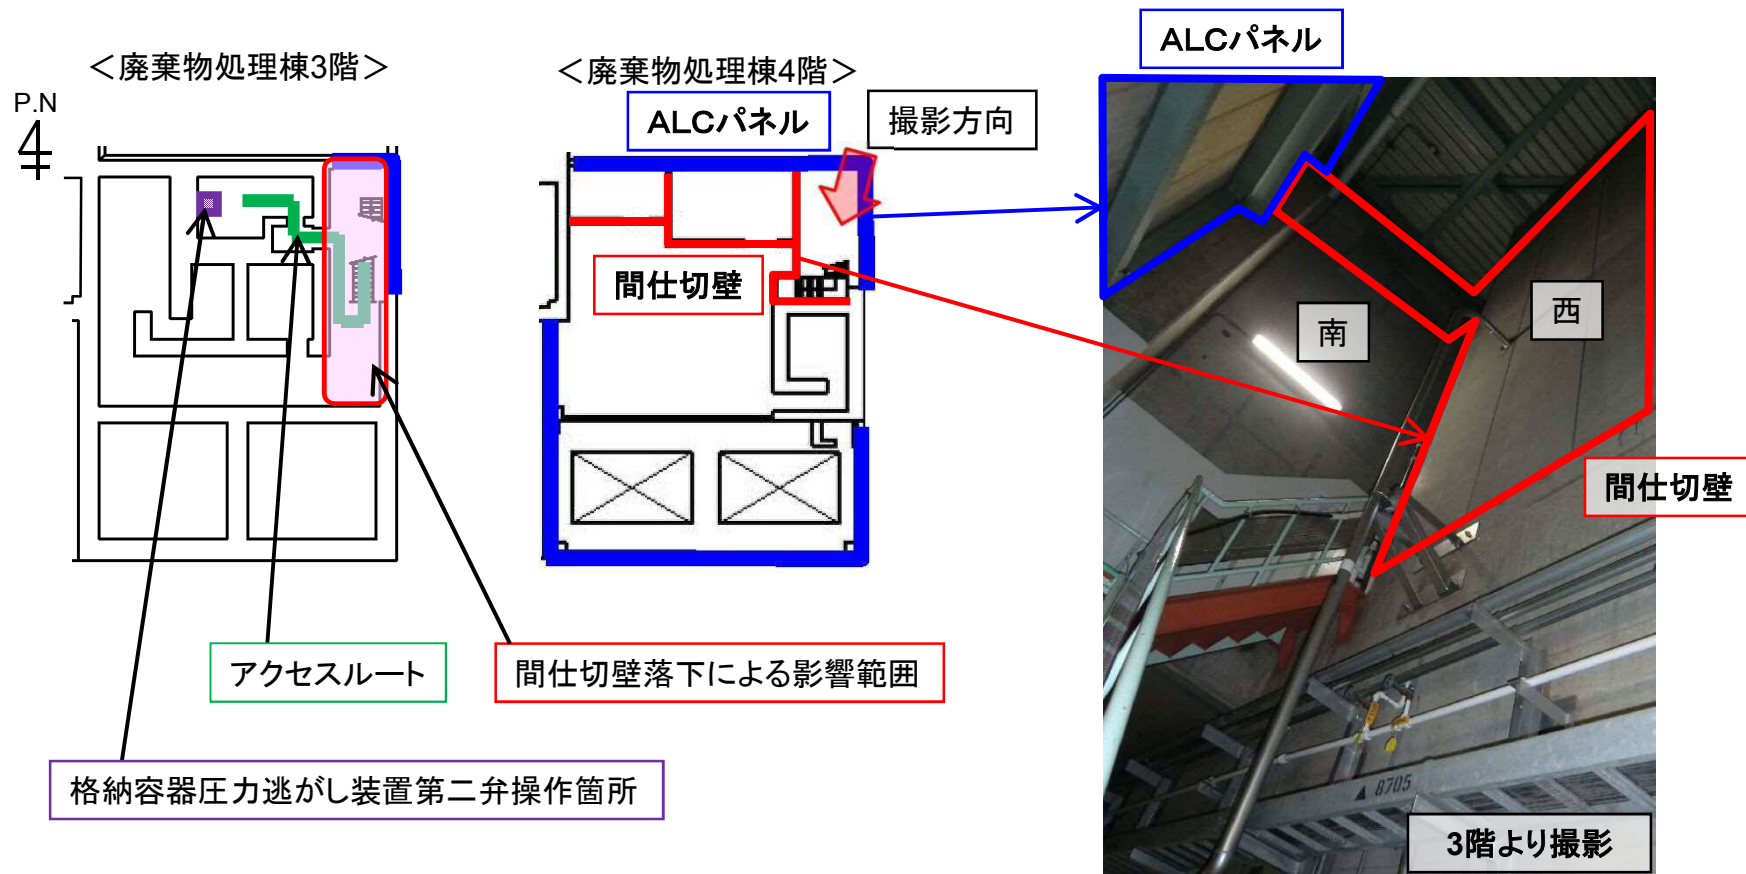 ＜廃棄物処理棟3階＞
P.N
＜廃棄物処理棟4階＞
ALCパネル
撮影方向
間仕切壁
ALCパネル
南
西
間仕切壁
▲ 8705
3階より撮影
アクセスルート
間仕切壁落下による影響範囲
格納容器圧力逃がし装置第二弁操作箇所